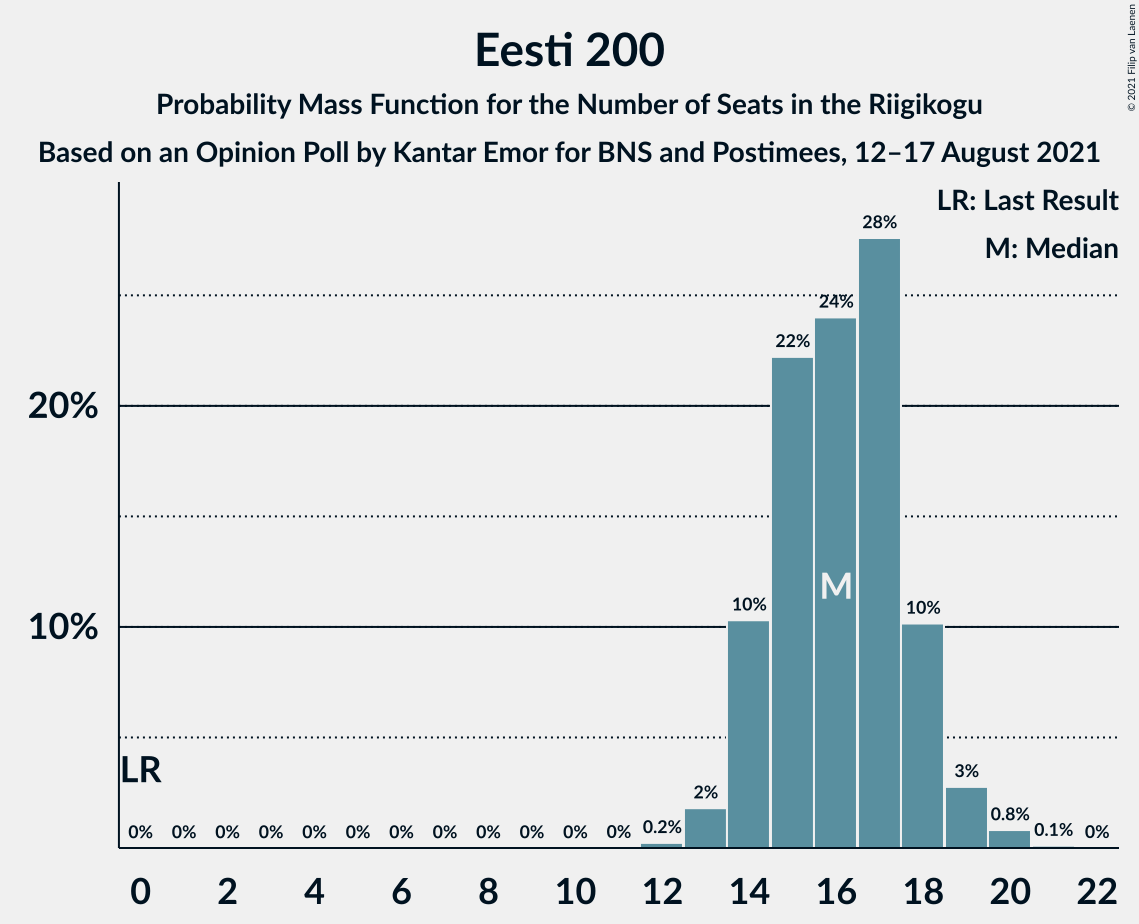 Eesti 200
Probability Mass Function for the Number of Seats in the Riigikogu
Based on an Opinion Poll by Kantar Emor for BNS and Postimees, 12–17 August 2021
© 2021 Filip van Laenen
LR: Last Result
M: Median
28%
24%
22%
20%
M
10%
10%
10%
LR
3%
2%
0.8%
0% 0% 0% 0% 0% 0% 0% 0% 0% 0% 0% 0% 0.2% 0.1% 0%
0 2 4 6 8 10 12 14 16 18 20 22